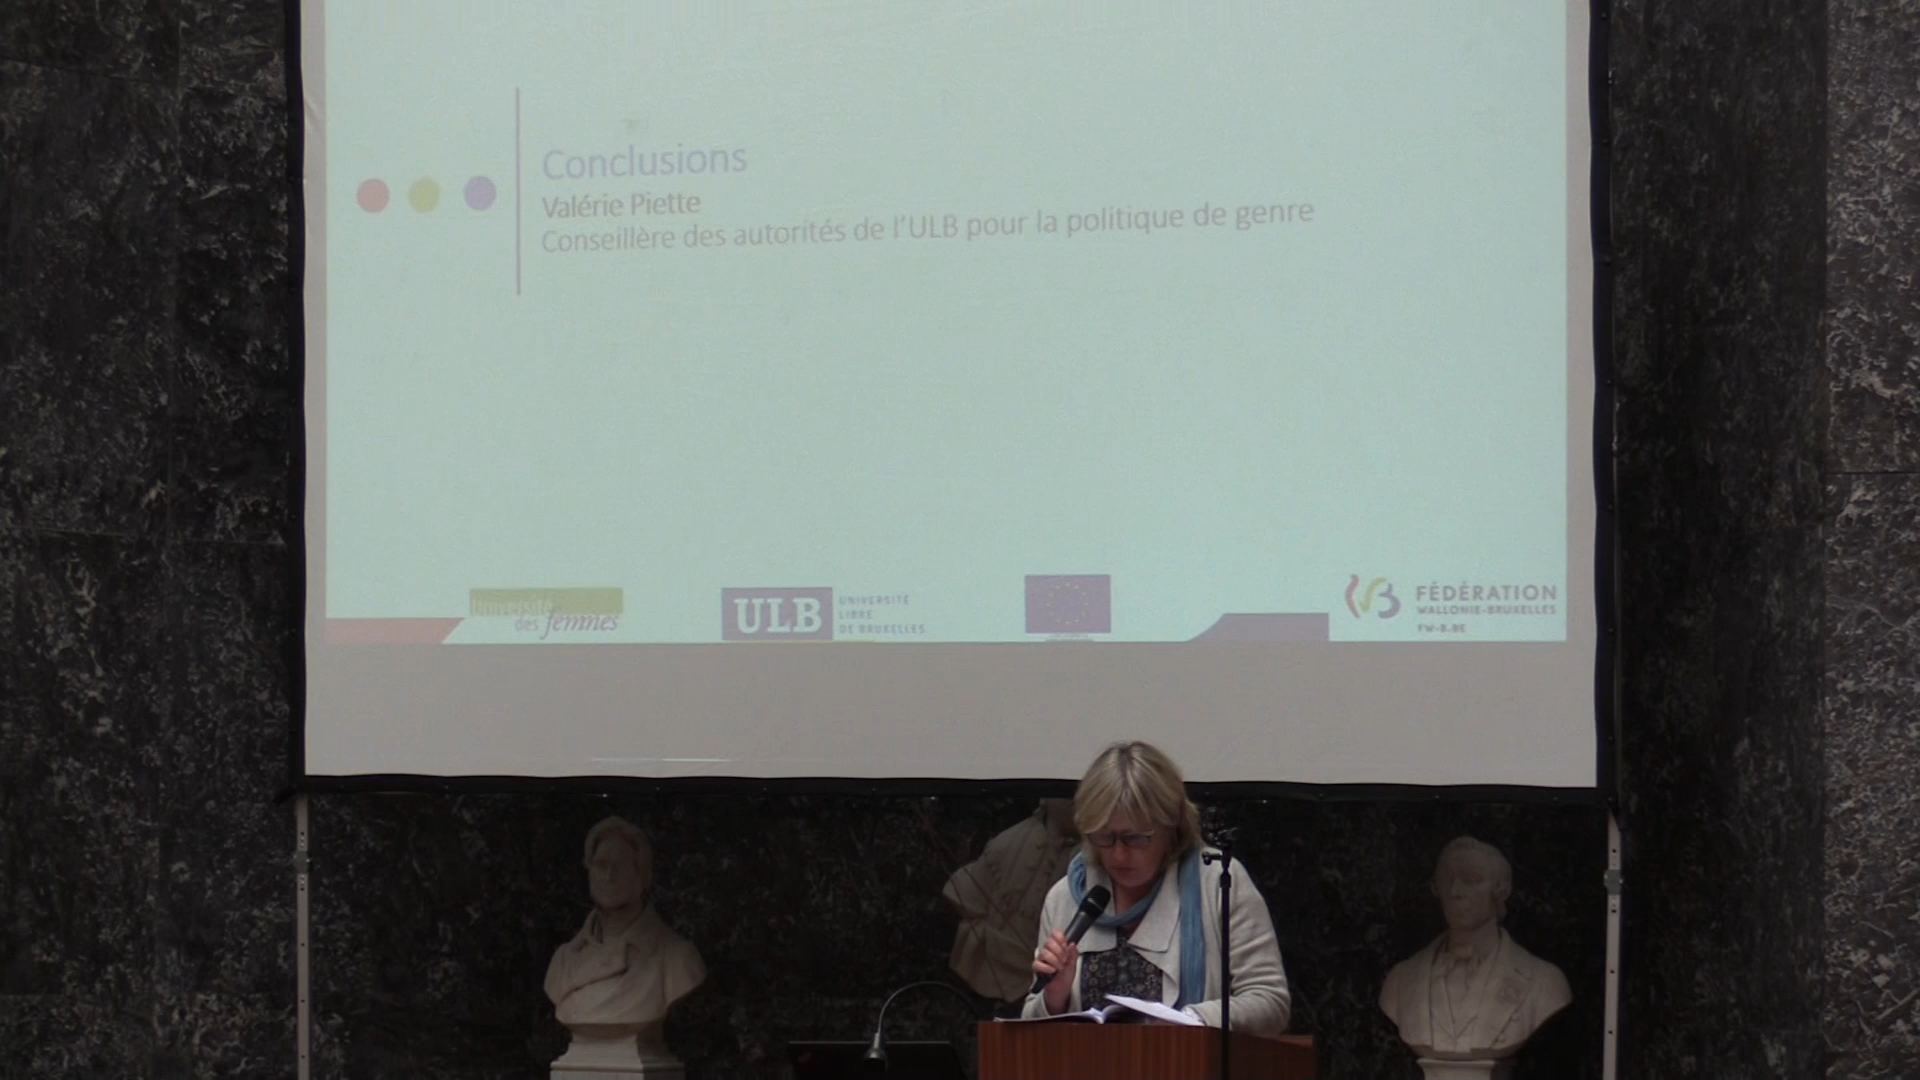 Conclusions
Valérie Piette
Conseillère des autorités de l'ULB pour la politique de genre
université
des femmes
ULB
UNIVERSITÉ
LIBRE
DE BRUXELLES
FÉDÉRATION
WALLONIE-BRUXELLES
FW-B.BE